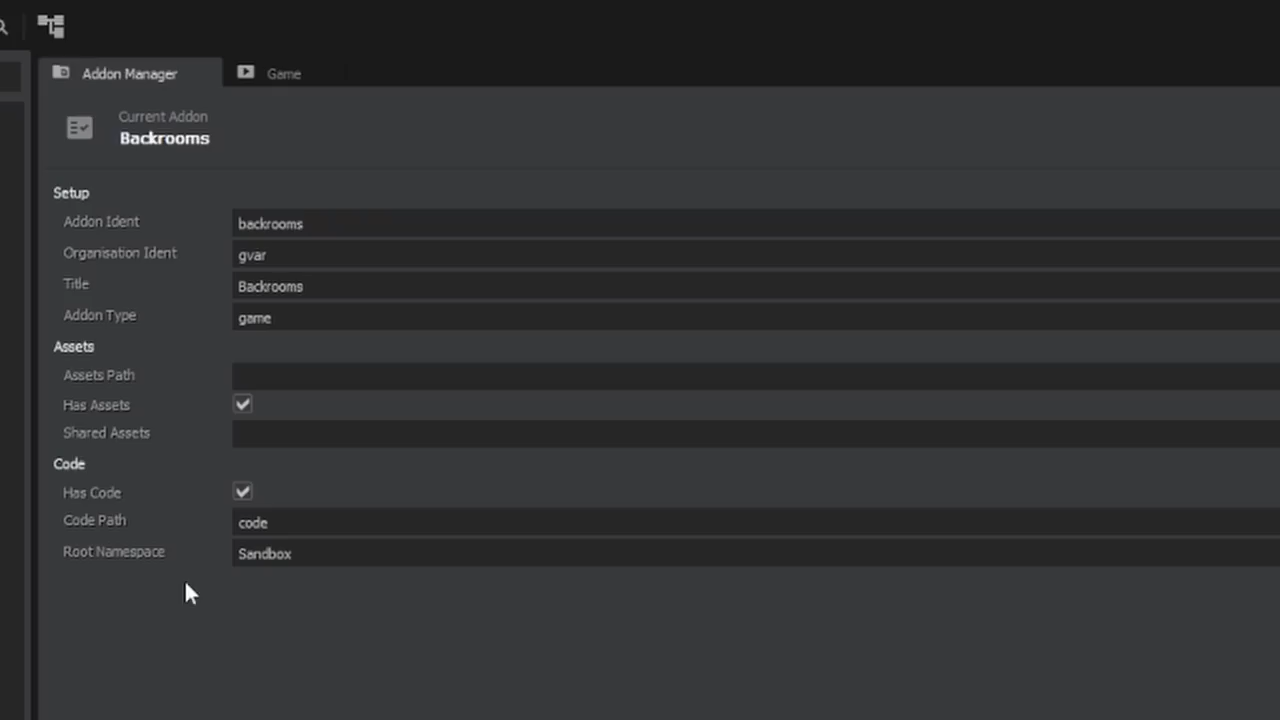 Addon Manager Game
Current Addon
Backrooms
Setup
Addon Ident backrooms
Organisation Ident gvar
Title Backrooms
Addon Type game
Assets
Assets Path
Has Assets
Shared Assets
Code
Has Code
Code Path code
Root Namespace Sandbox